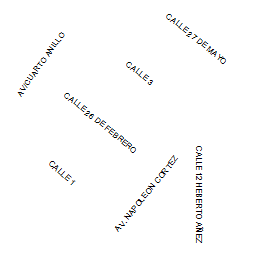 CALLE 27 DE MAYO
AV/CUARTO ANILLO
CALLE 3
CALLE 26 DE FEBRERO
CALLE 1
AV. NAPOLEON CORTEZ
CALLE 12 HEBERTO AÑEZ